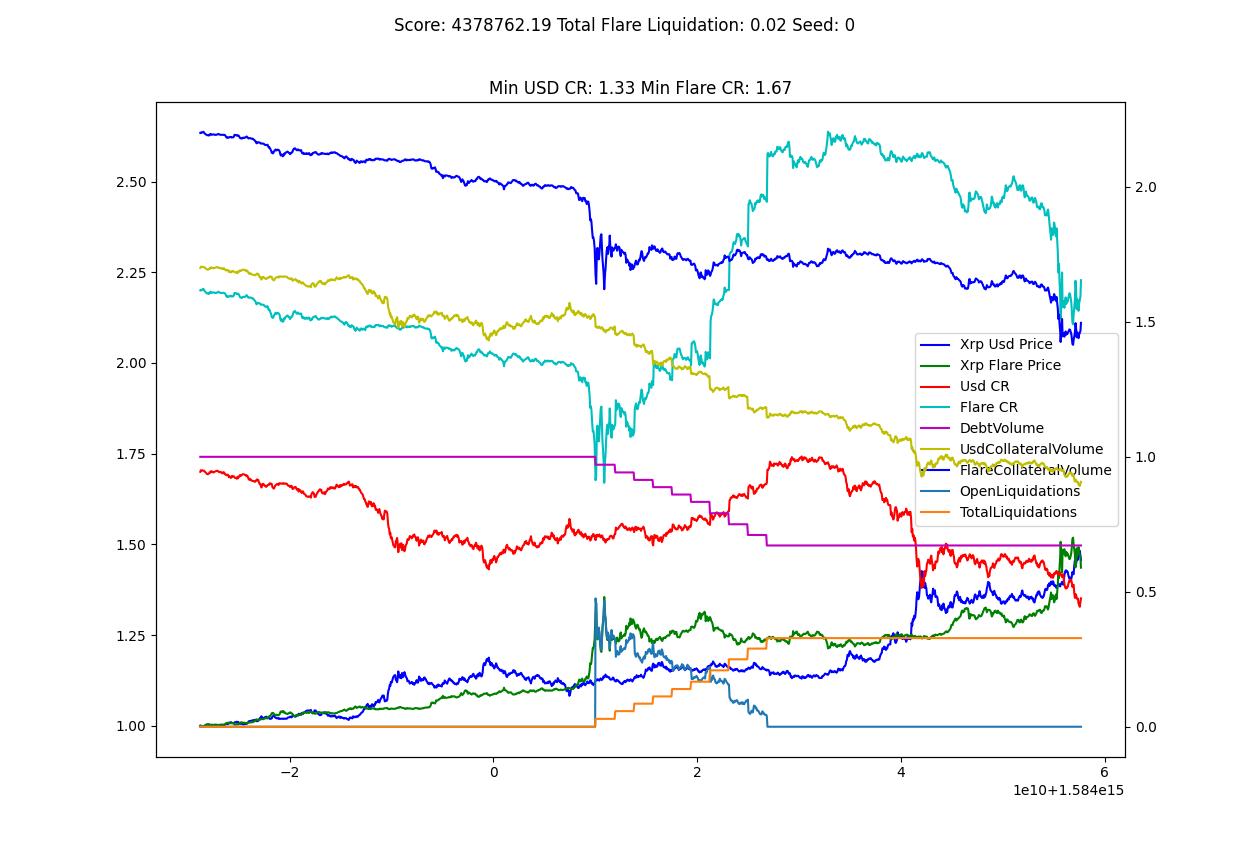 Score: 4378762.19 Total Flare Liquidation: 0.02 Seed: 0
Min USD CR: 1.33 Min Flare CR: 1.67
2.50
2.25
2.00
1.75
1.50
1.25
1.00
2.0
1.5
1.0
0.5
0.0
Xrp Usd Price
Xrp Flare Price
Usd CR
Flare CR
DebtVolume
UsdCollateralVolume
FlareCollateralVolume
OpenLiquidations
TotalLiquidations
−2 0 2 4 6
1e10+1.584e15